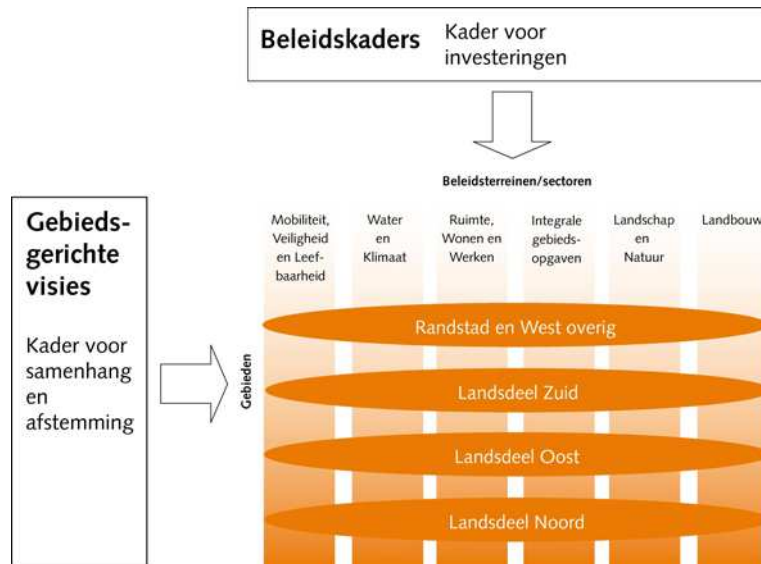 Beleidskaders
Kader voor
investeringen
Beleidsterreinen/sectoren
Gebieds-
gerichte
visies
Kader voor
samenhang
en
afstemming
Gebieden
Mobiliteit,
Veiligheid
en Leef-
baarheid
Water
en
Klimaat
Ruimte,
Wonen en
Werken
Integrale
gebieds-
opgaven
Landschap
en
Natuur
Landbouw
Randstad en West overig
Landsdeel Zuid
Landsdeel Oost
Landsdeel Noord